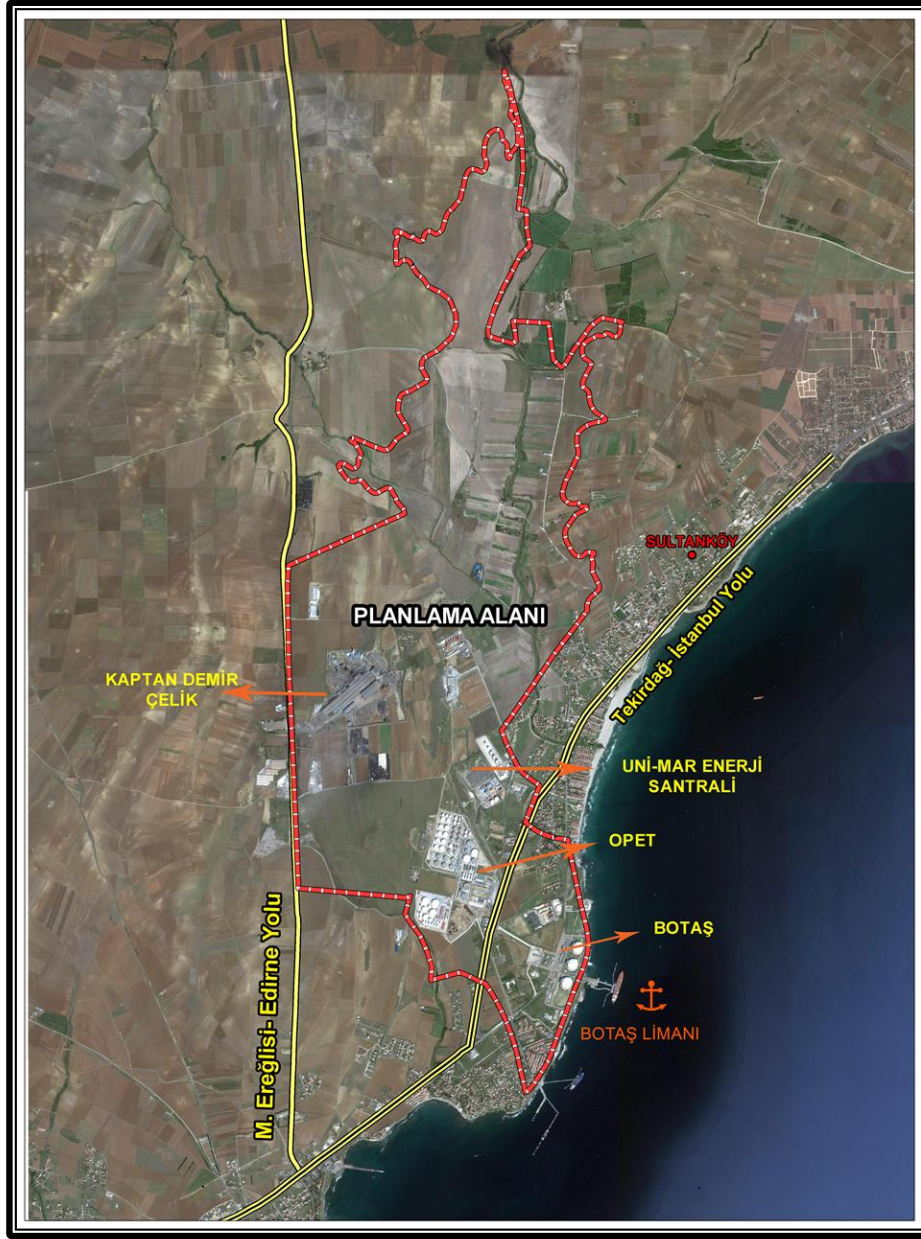 SULTANKÖY
PLANLAMA ALANI
Tekirdağ- İstanbul Yolu
KAPTAN DEMİR
ÇELİK
UNİ-MAR ENERJİ
SANTRALİ
OPET
M. Ereğlisi- Edirne Yolu
BOTAŞ
BOTAŞ LİMANI